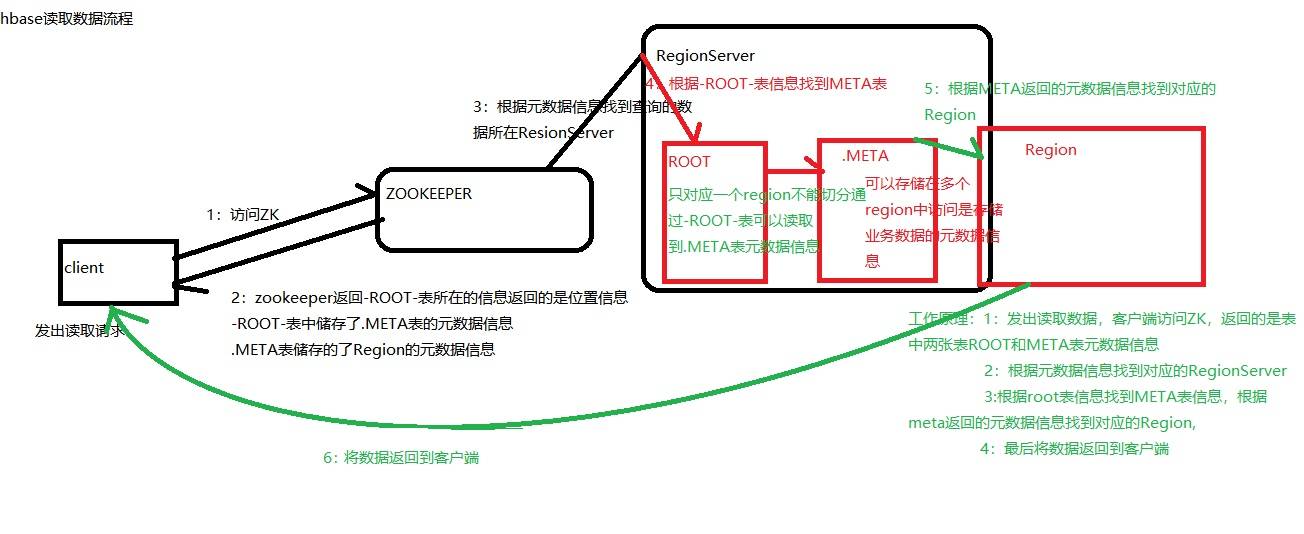 hbase读取数据流程
RegionServer
4：根据-ROOT-表信息找到META表
5：根据META返回的元数据信息找到对应的
Region
3：根据元数据信息找到查询的数
据所在ResionServer
ROOT
只对应一个region不能切分通
过-ROOT-表可以读取
到.META表元数据信息
.META
可以存储在多个
region中访问是存储
业务数据的元数据信
息
Region
ZOOKEEPER
1：访问ZK
client
发出读取请求
2：zookeeper返回-ROOT-表所在的信息返回的是位置信息
-ROOT-表中储存了.META表的元数据信息
.META表储存的了Region的元数据信息
工作原理：1：发出读取数据，客户端访问ZK，返回的是表
中两张表ROOT和META表元数据信息
2：根据元数据信息找到对应的RegionServer
3:根据root表信息找到META表信息，根据
meta返回的元数据信息找到对应的Region,
4：最后将数据返回到客户端
6：将数据返回到客户端